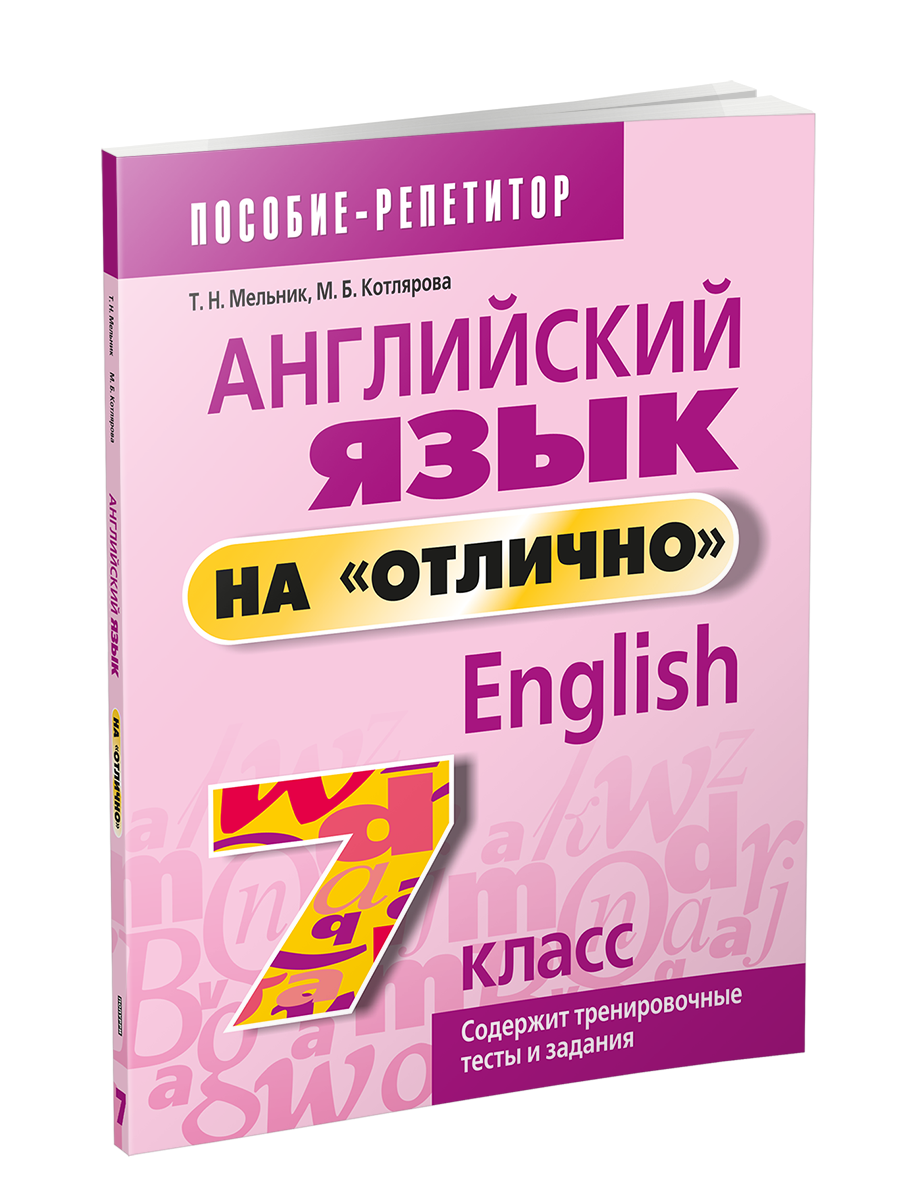 ПОСОБИЕ-РЕПЕТИТОР
Т. Н. Мельник, М. Б. Котлярова
АНГЛИЙСКИЙ
ЯЗЫК
НА «ОТЛИЧНО»
English
7
класс
Содержит тренировочные
тесты и задания
Т. Н. Мельник М. Б. Котлярова
АНГЛИЙСКИЙ ЯЗЫК
НА «ОТЛИЧНО»
7